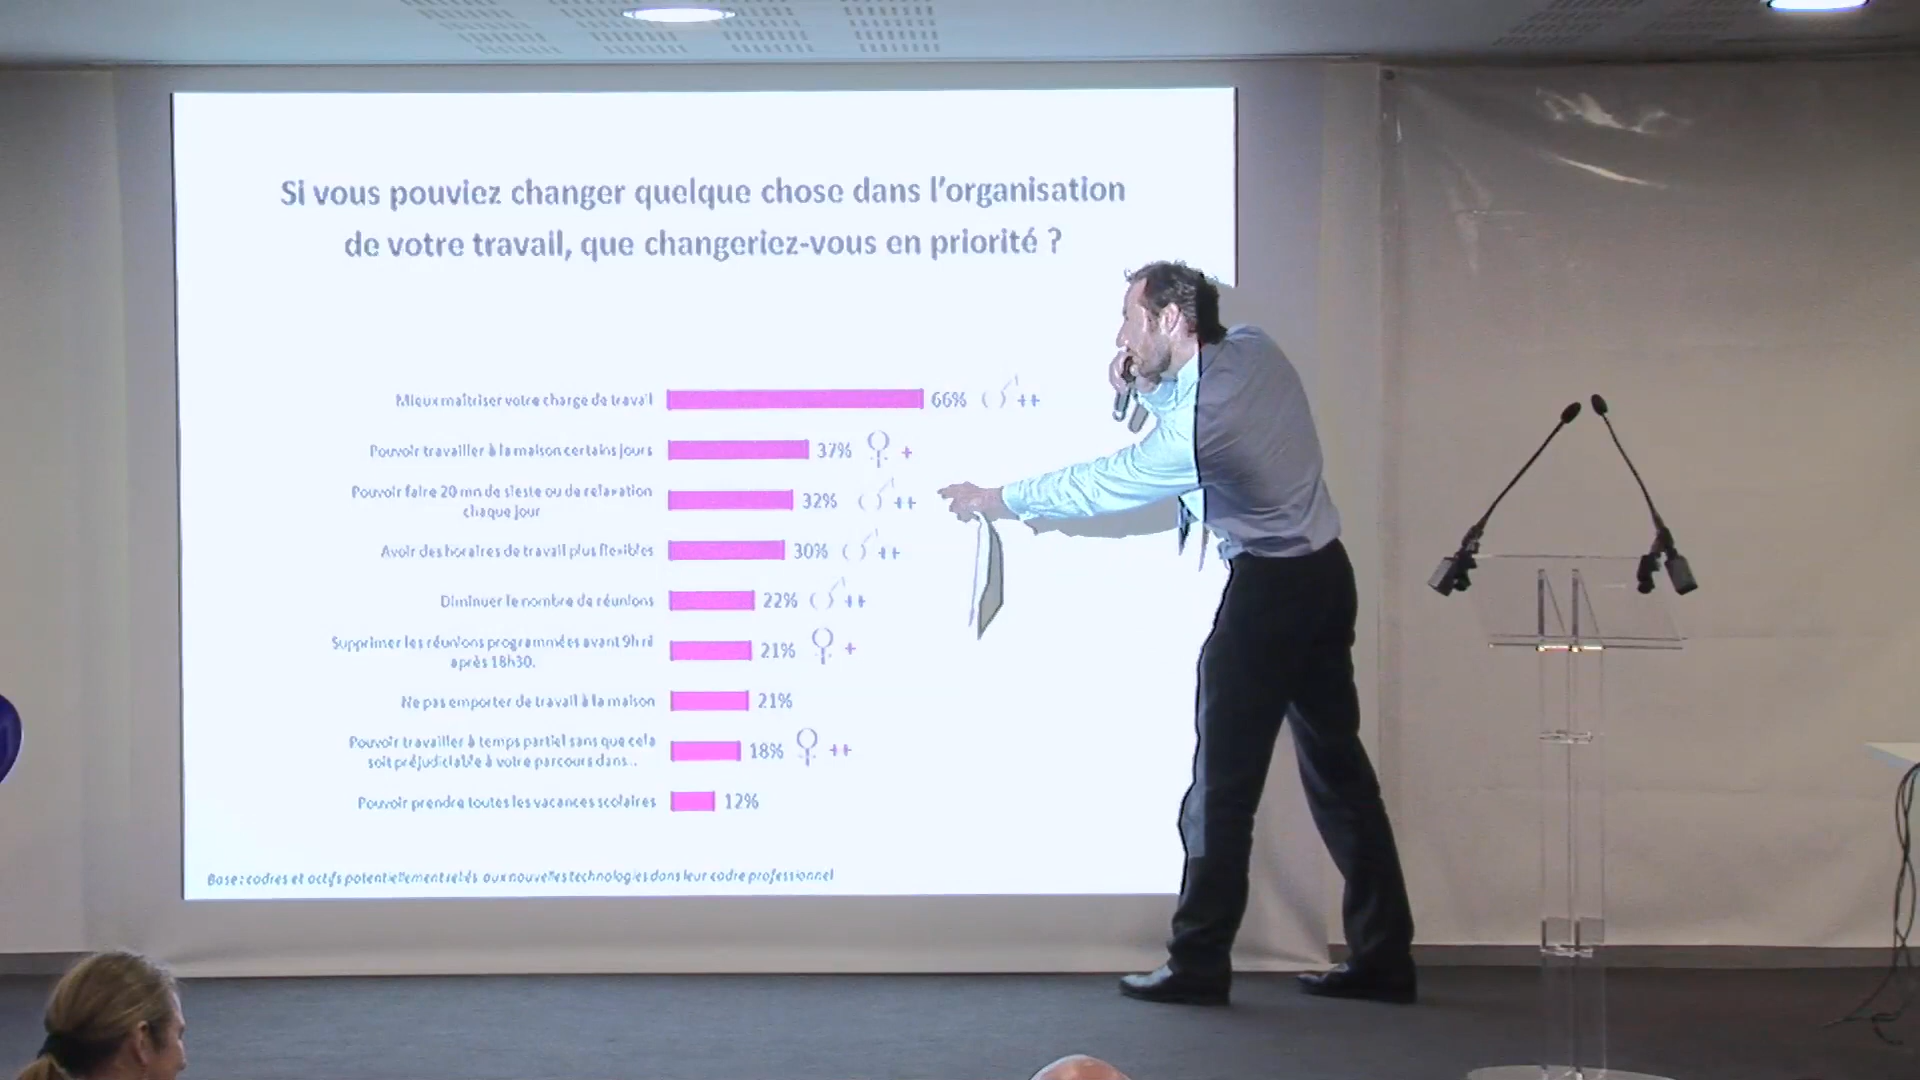 Si vous pouviez changer quelque chose dans l'organisation
de votre travail, que changeriez-vous en priorité ?
Mieux maîtriser votre charge de travail
66% ♂ ++
Pouvoir travailler à la maison certains jours
37% ♀ +
Pouvoir faire 20 mn de sieste ou de relaxation
chaque jour
32% ♂ ++
Avoir des horaires de travail plus flexibles
30% ♂ ++
Diminuer le nombre de réunions
22% ♂ ++
Supprimer les réunions programmées avant 9h ni
après 18h30.
21% ♀ +
Ne pas emporter de travail à la maison
21%
Pouvoir travailler à temps partiel sans que cela
soit préjudiciable à votre parcours dans...
18% ♀ ++
Pouvoir prendre toutes les vacances scolaires
12%
Base : cadres et actifs potentiellement reliés aux nouvelles technologies dans leur cadre professionnel